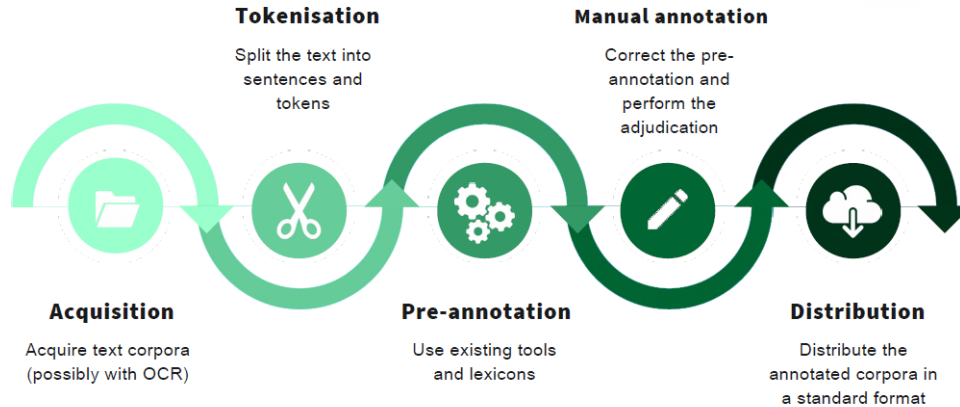 Tokenisation
Split the text into
sentences and
tokens
Manual annotation
Correct the pre-
annotation and
perform the
adjudication
Acquisition
Acquire text corpora
(possibly with OCR)
Pre-annotation
Use existing tools
and lexicons
Distribution
Distribute the
annotated corpora in
a standard format